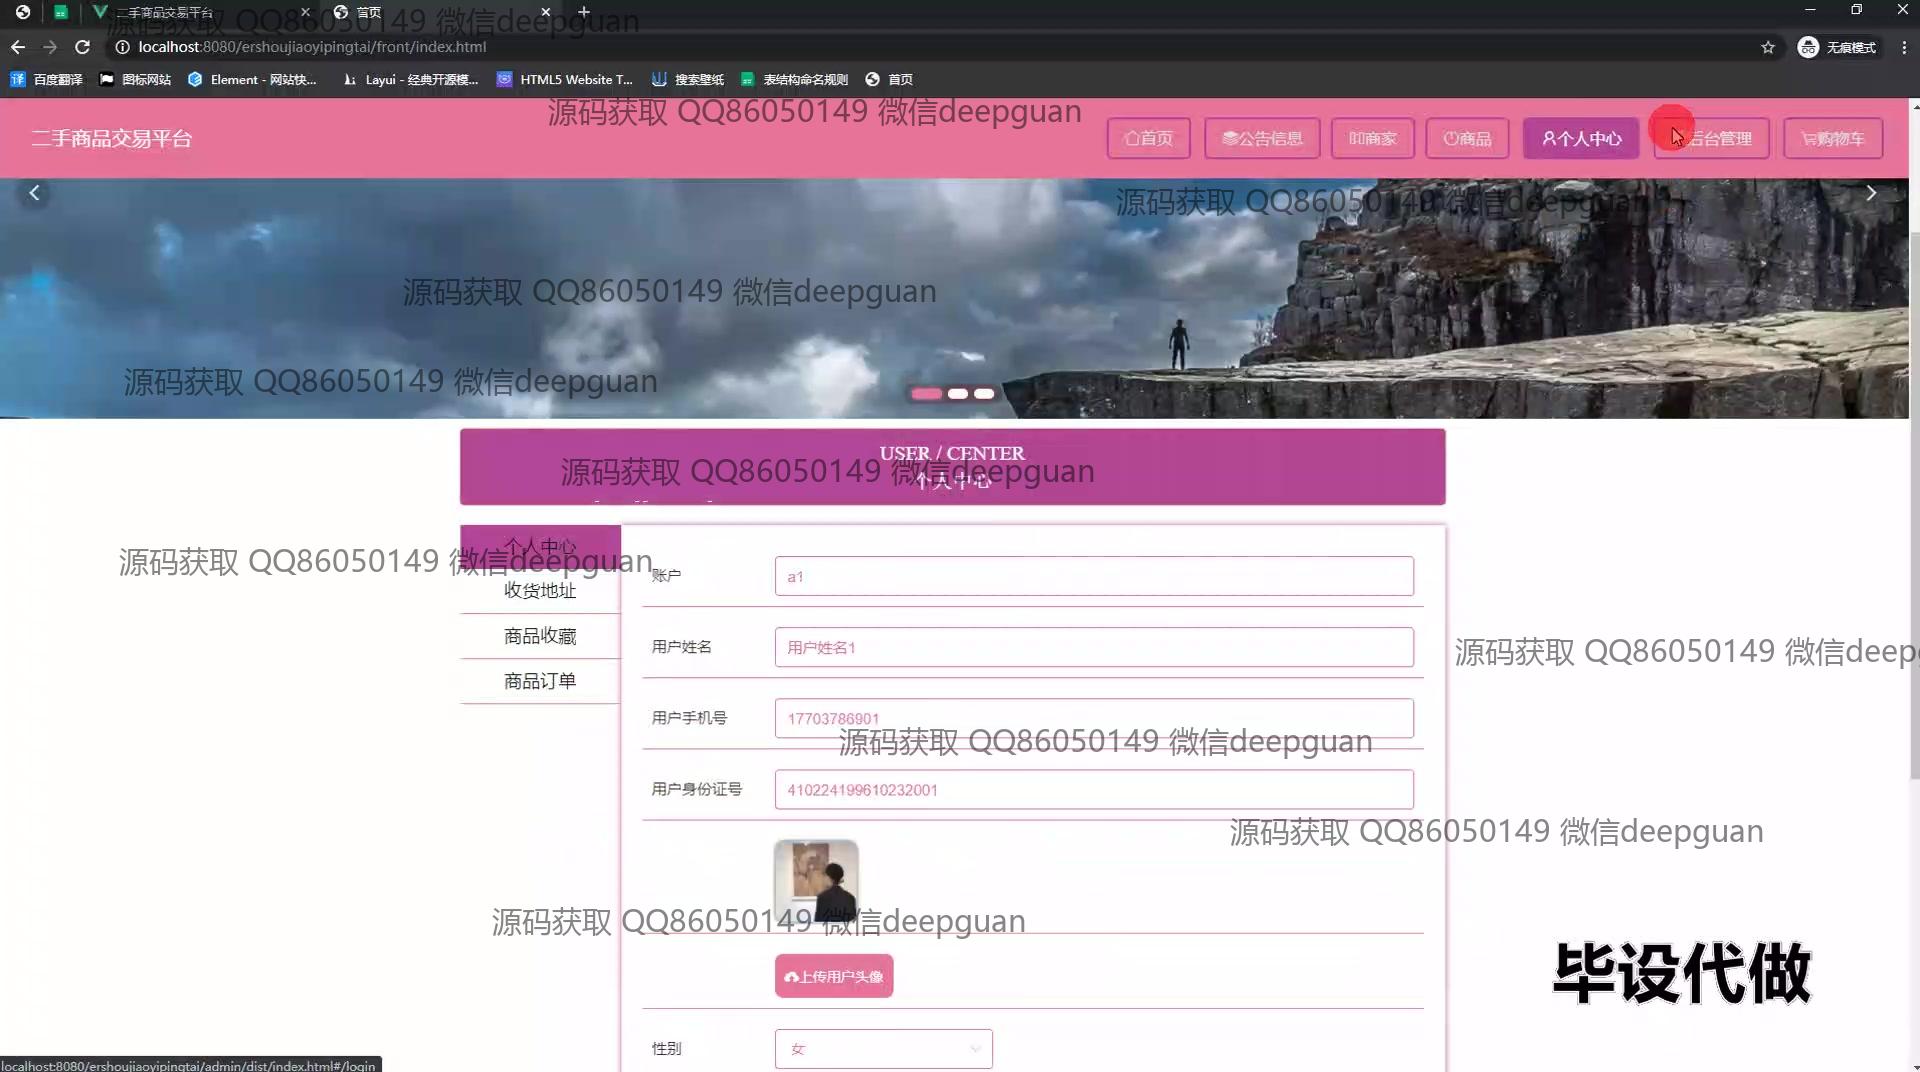 二手商品交易平台
首页
源码获取 QQ86050149 微信deepguan
localhost:8080/ershoujiaoyipingtai/front/index.html
无痕模式
百度翻译 图标网站 Element - 网站快... Layui - 经典开源模... HTML5 Website T... 搜索壁纸 表结构命名规则 首页
源码获取 QQ86050149 微信deepguan
二手商品交易平台
首页 公告信息 商家 商品 个人中心 后台管理 购物车
源码获取 QQ86050149 微信deepguan
源码获取 QQ86050149 微信deepguan
源码获取 QQ86050149 微信deepguan
USER / CENTER
源码获取 QQ86050149 微信deepguan
个人中心
个人中心
源码获取 QQ86050149 微信deepguan
账户 a1
收货地址
商品收藏
用户姓名 用户姓名1
源码获取 QQ86050149 微信deep
商品订单
用户手机号 17703786901
源码获取 QQ86050149 微信deepguan
用户身份证号 410224199610232001
源码获取 QQ86050149 微信deepguan
源码获取 QQ86050149 微信deepguan
上传用户头像
毕设代做
性别 女
localhost:8080/ershoujiaoyipingtai/admin/dist/index.html#/login